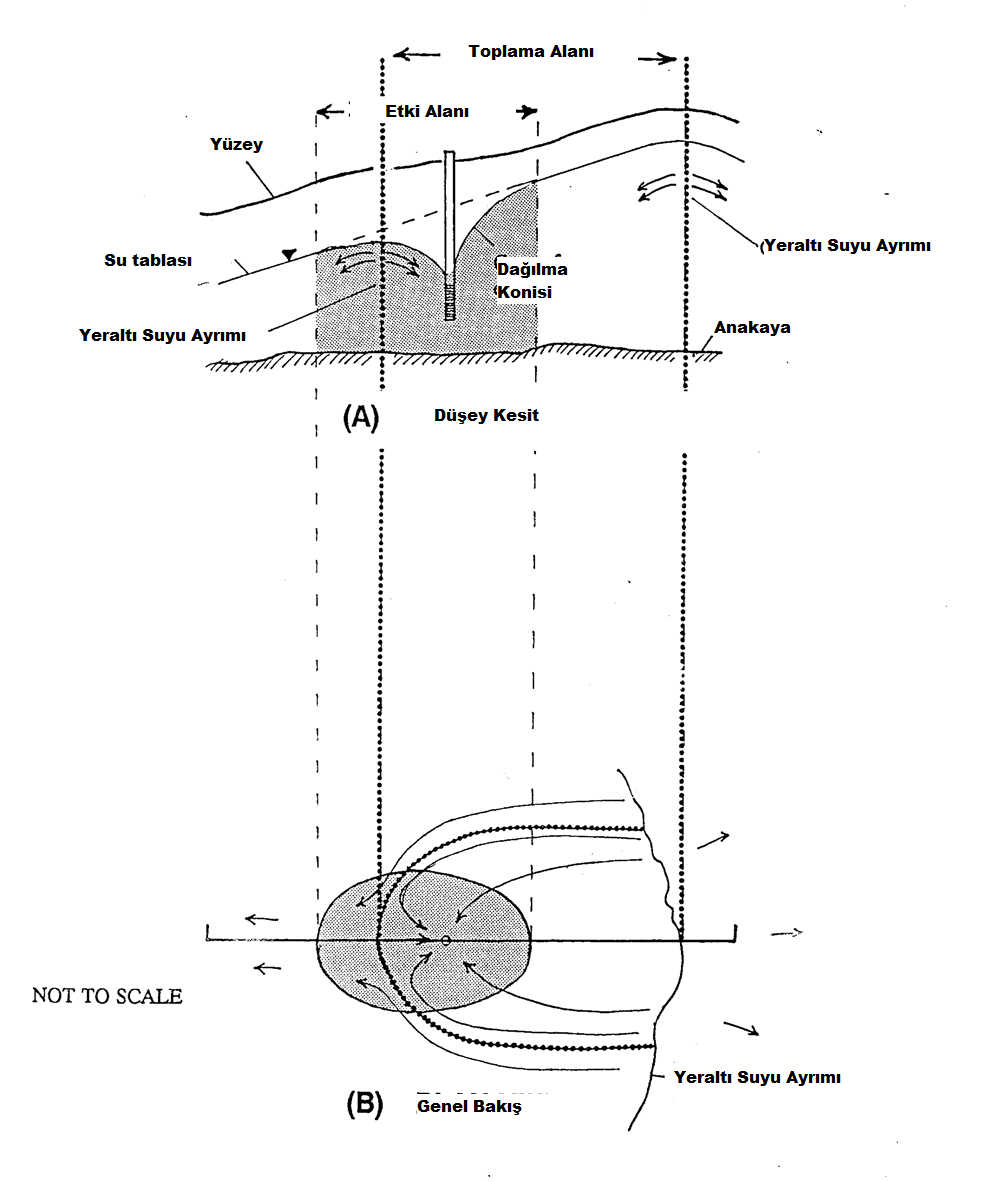 Toplama Alanı
Etki Alanı
Yüzey
(Yeraltı Suyu Ayrımı
Su tablası
Dağılma
Konisi
Yeraltı Suyu Ayrımı
Anakaya
(A)
Düşey Kesit
NOT TO SCALE
Yeraltı Suyu Ayrımı
(B)
Genel Bakış